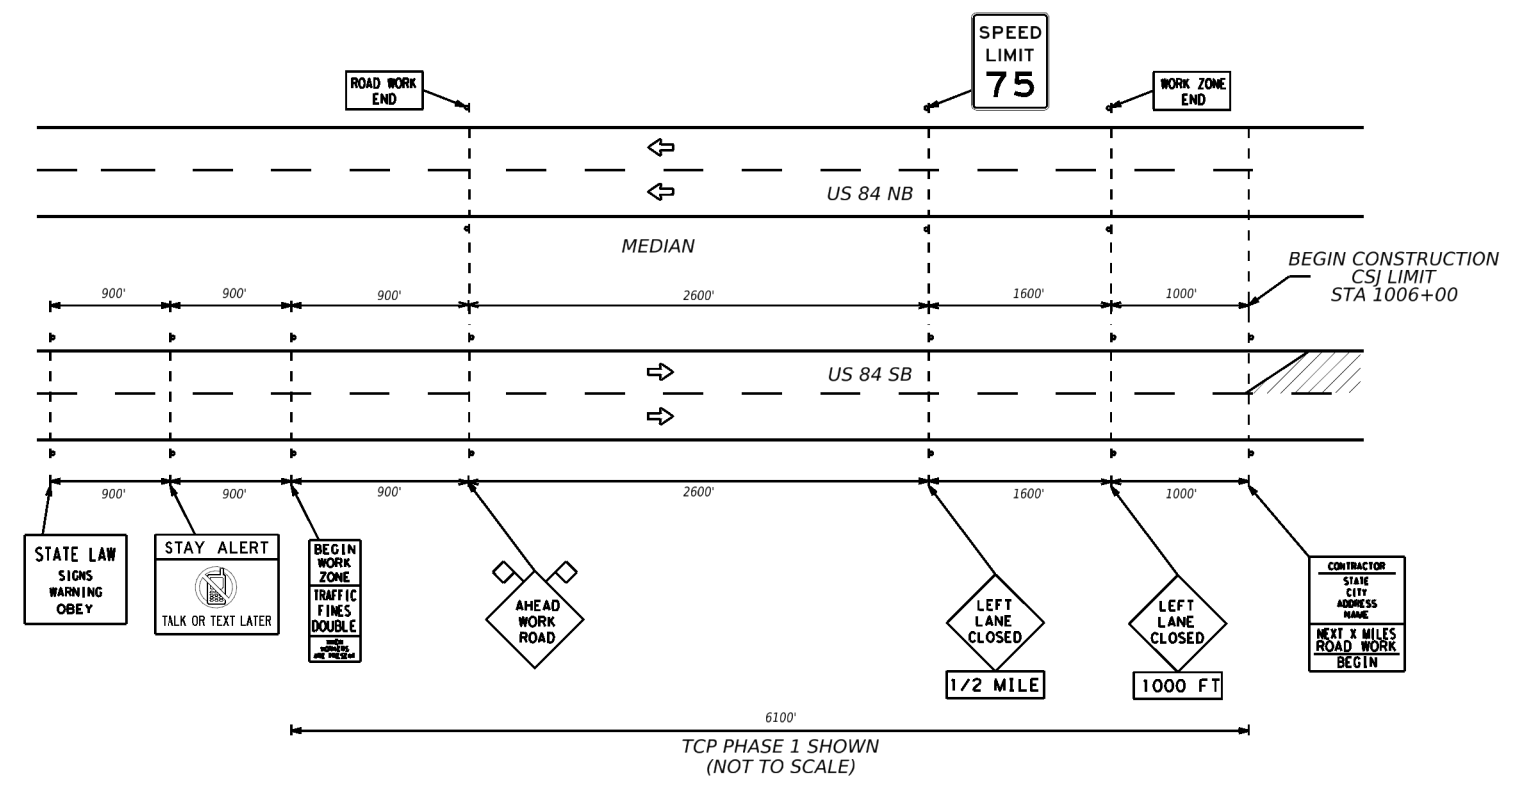 SPEED
LIMIT
75
ROAD WORK
END
WORK ZONE
END
US 84 NB
MEDIAN
BEGIN CONSTRUCTION
CSJ LIMIT
STA 1006+00
900'
900'
900'
2600'
1600'
1000'
US 84 SB
900'
900'
900'
2600'
1600'
1000'
STATE LAW
SIGNS
WARNING
OBEY
STAY ALERT
TALK OR TEXT LATER
BEGIN
WORK
ZONE
TRAFFIC
FINES
DOUBLE
WHEN
WORKERS
ARE PRESENT
AHEAD
WORK
ROAD
LEFT
LANE
CLOSED
1/2 MILE
LEFT
LANE
CLOSED
1000 FT
CONTRACTOR
STATE
CITY
ADDRESS
NAME
NEXT X MILES
ROAD WORK
BEGIN
6100'
TCP PHASE 1 SHOWN
(NOT TO SCALE)